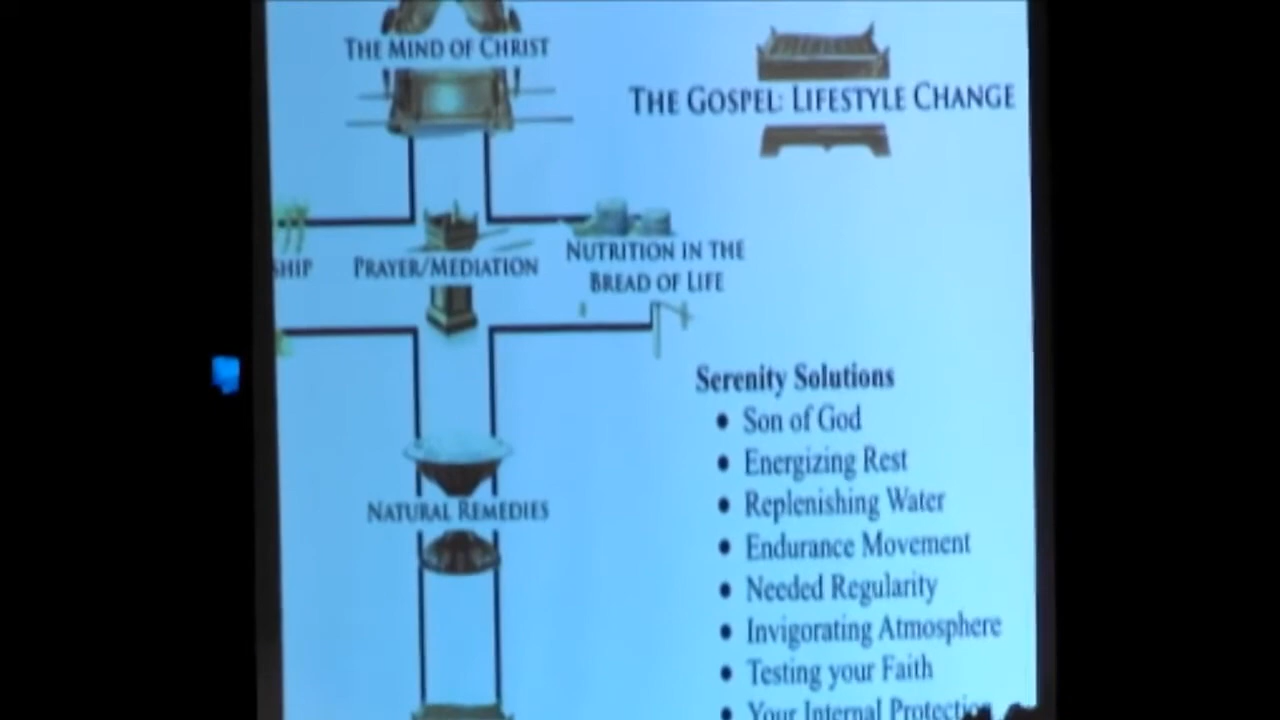 THE MIND OF CHRIST
THE GOSPEL: LIFESTYLE CHANGE
SHIP
PRAYER/MEDIATION
NUTRITION IN THE
BREAD OF LIFE
NATURAL REMEDIES
Serenity Solutions
• Son of God
• Energizing Rest
• Replenishing Water
• Endurance Movement
• Needed Regularity
• Invigorating Atmosphere
• Testing your Faith
• Your Internal Protection